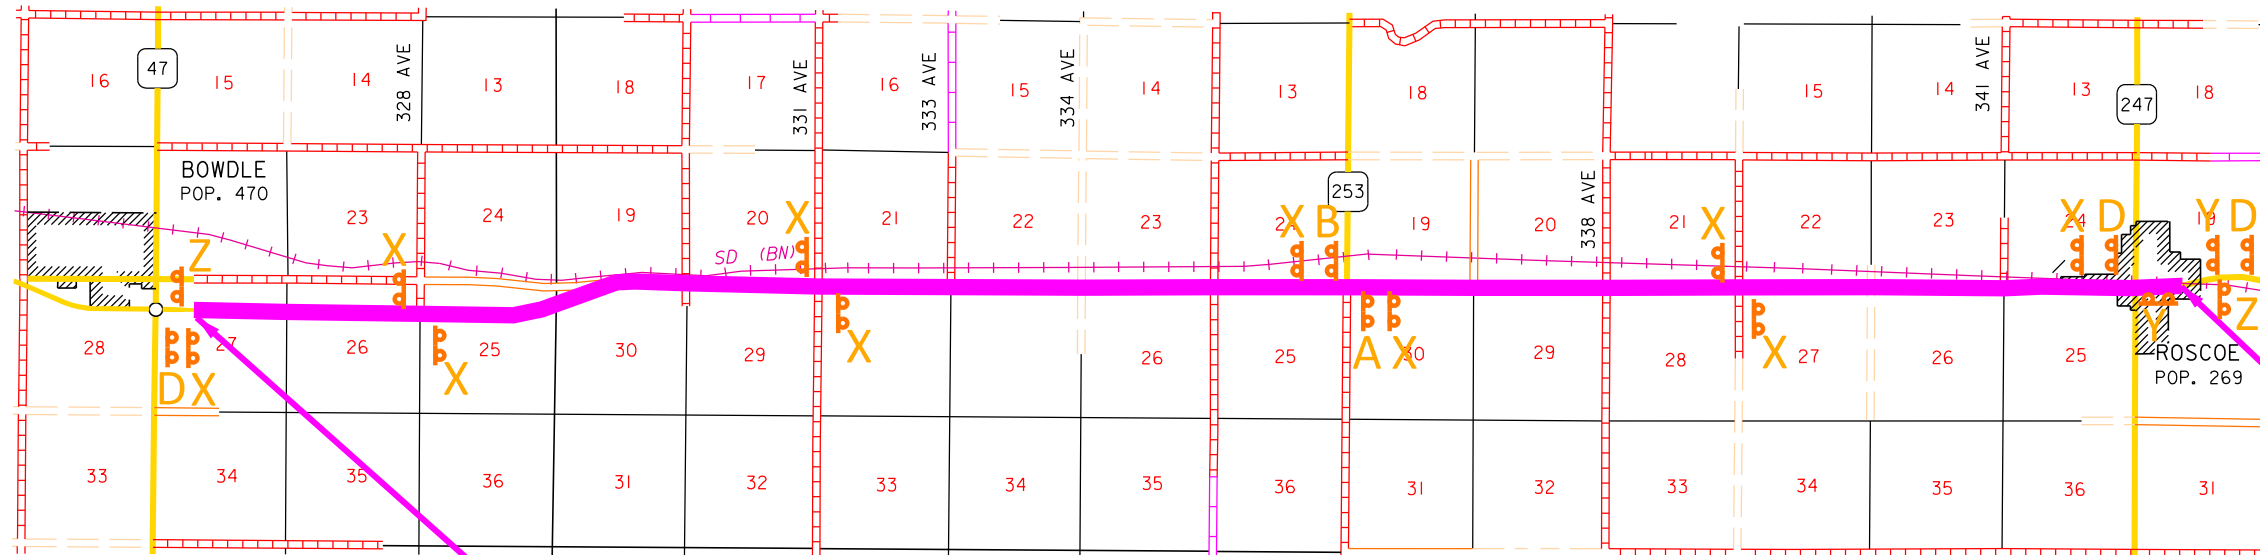 16
47
15
14
328 AVE
13
18
17
331 AVE
16
333 AVE
15
334 AVE
14
13
18
15
14
341 AVE
13
247
18
BOWDLE
POP. 470
23
24
19
20
X
21
22
23
24
X
B
253
19
20
338 AVE
21
X
22
23
24
X
D
19
Y
D
Z
X
SD (BN)
28
D
X
27
26
X
25
30
29
X
26
25
A
X
30
29
28
X
27
26
25
Y
Z
ROSCOE
POP. 269
33
34
35
36
31
32
33
34
35
36
31
32
33
34
35
36
31